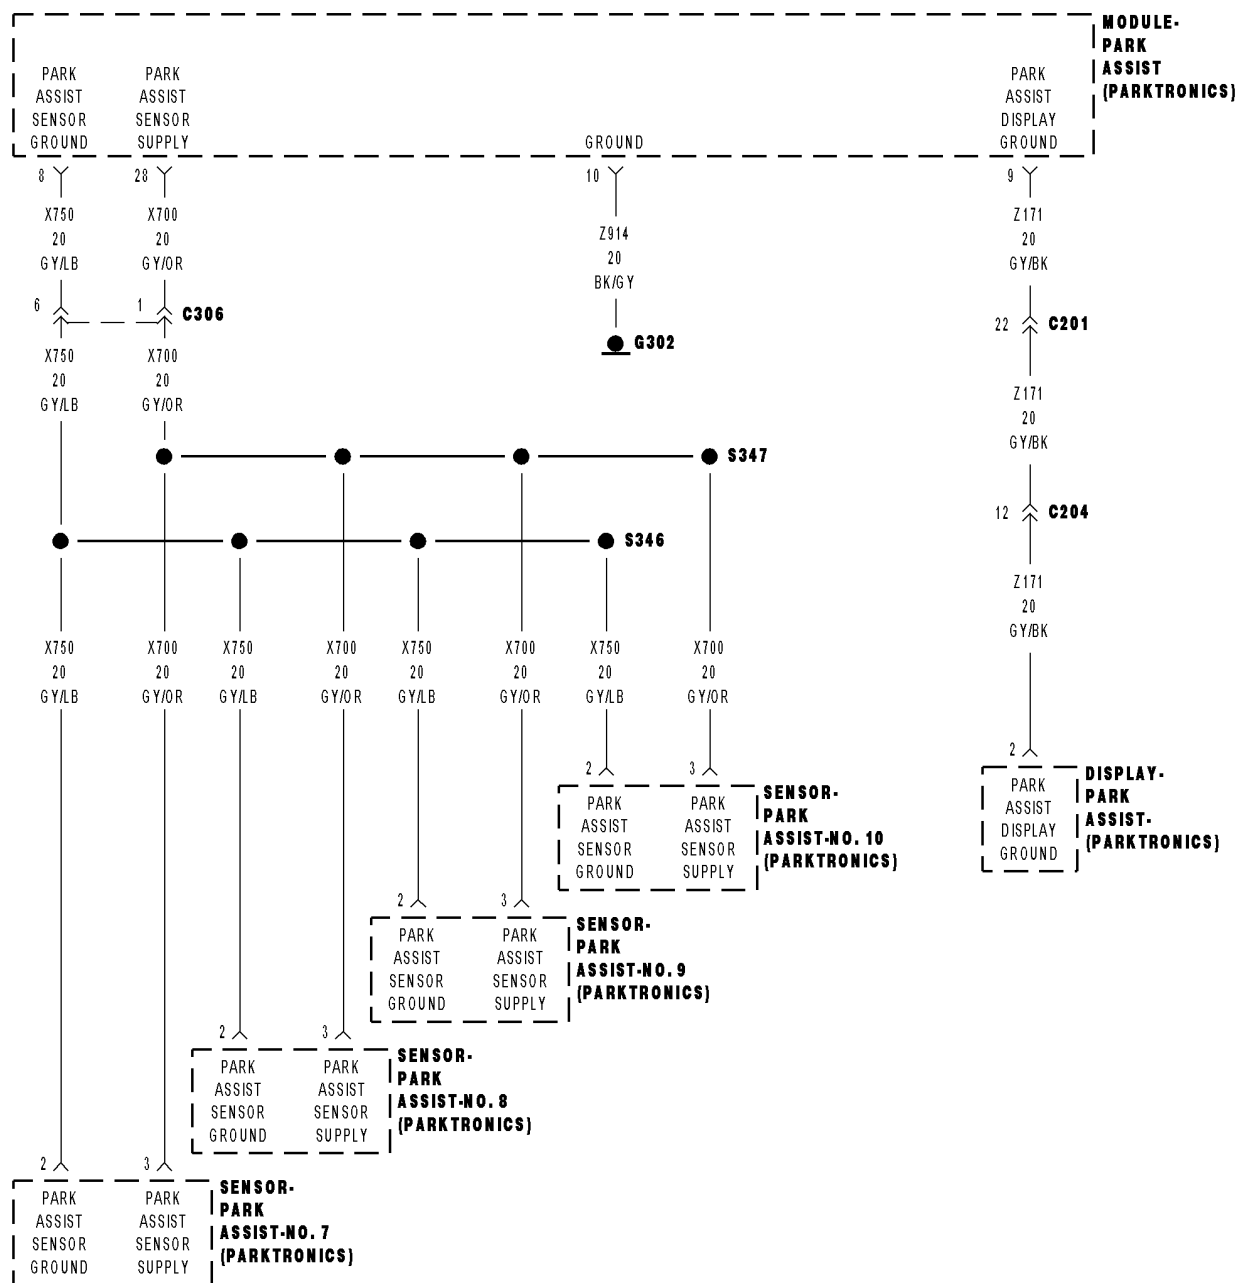 MODULE-
PARK
ASSIST
(PARKTRONICS)
PARK
ASSIST
SENSOR
GROUND
PARK
ASSIST
SENSOR
SUPPLY
GROUND
PARK
ASSIST
DISPLAY
GROUND
8
28
10
9
X750
20
GY/LB
X700
20
GY/OR
Z914
20
BK/GY
Z171
20
GY/BK
6
1
C306
G302
22
C201
X750
20
GY/LB
X700
20
GY/OR
Z171
20
GY/BK
S347
12
C204
S346
Z171
20
GY/BK
X750
20
GY/LB
X700
20
GY/OR
X750
20
GY/LB
X700
20
GY/OR
X750
20
GY/LB
X700
20
GY/OR
X750
20
GY/LB
X700
20
GY/OR
2
PARK
ASSIST
DISPLAY
GROUND
DISPLAY-
PARK
ASSIST-
(PARKTRONICS)
2
3
PARK
ASSIST
SENSOR
GROUND
PARK
ASSIST
SENSOR
SUPPLY
SENSOR-
PARK
ASSIST-NO. 10
(PARKTRONICS)
2
3
PARK
ASSIST
SENSOR
GROUND
PARK
ASSIST
SENSOR
SUPPLY
SENSOR-
PARK
ASSIST-NO. 9
(PARKTRONICS)
2
3
PARK
ASSIST
SENSOR
GROUND
PARK
ASSIST
SENSOR
SUPPLY
SENSOR-
PARK
ASSIST-NO. 8
(PARKTRONICS)
2
3
PARK
ASSIST
SENSOR
GROUND
PARK
ASSIST
SENSOR
SUPPLY
SENSOR-
PARK
ASSIST-NO. 7
(PARKTRONICS)